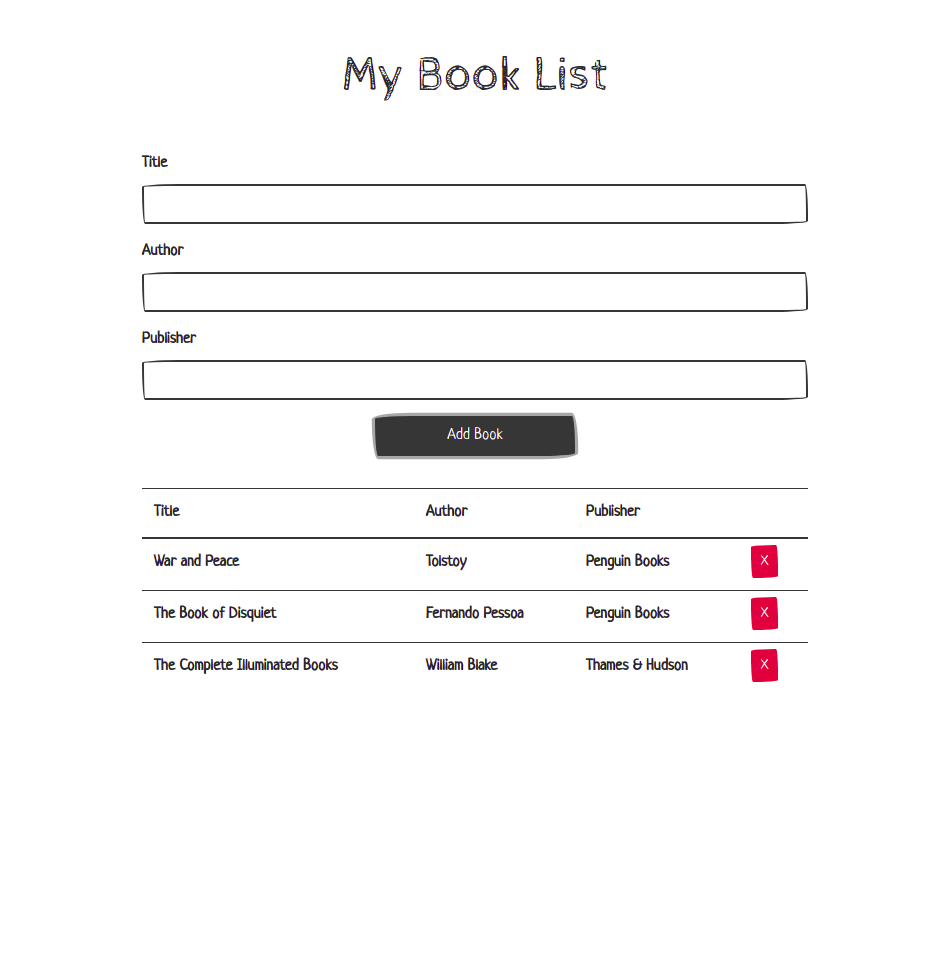 My Book List
Title
Author
Publisher
Add Book
Title Author Publisher
War and Peace Tolstoy Penguin Books X
The Book of Disquiet Fernando Pessoa Penguin Books X
The Complete Illuminated Books William Blake Thames & Hudson X